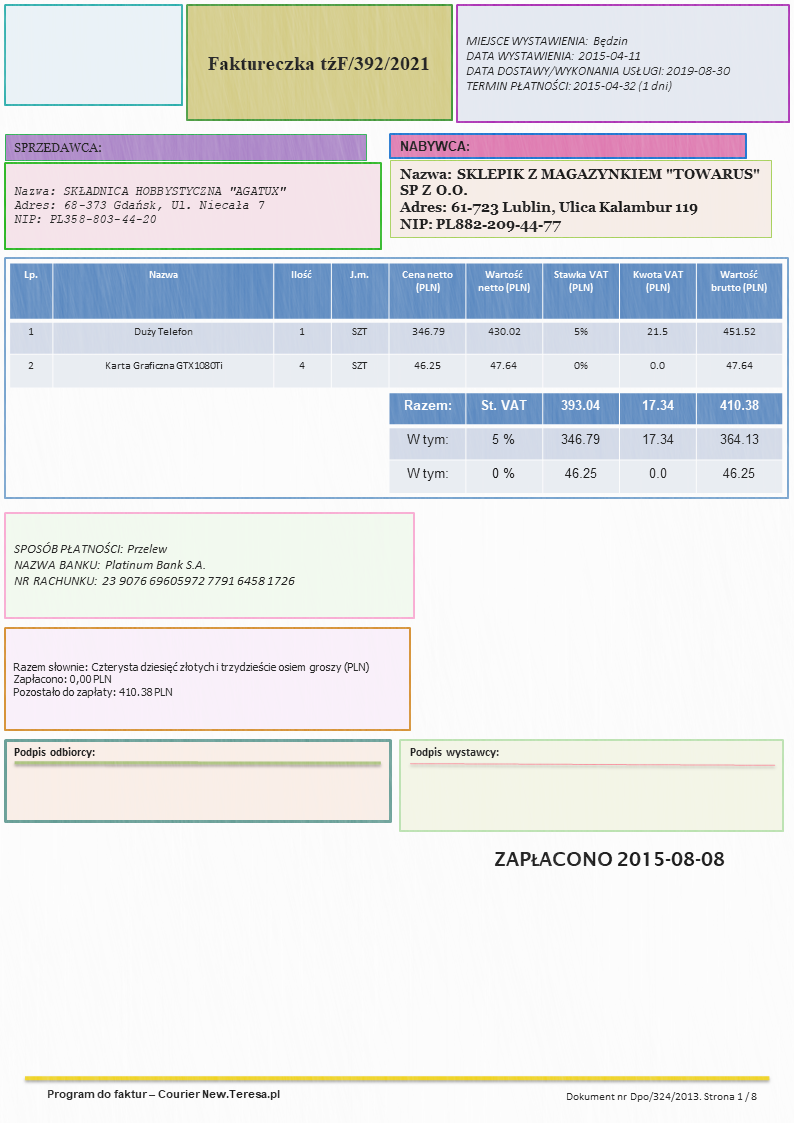 Faktureczka tźF/392/2021
MIEJSCE WYSTAWIENIA: Będzin
DATA WYSTAWIENIA: 2015-04-11
DATA DOSTAWY/WYKONANIA USŁUGI: 2019-08-30
TERMIN PŁATNOŚCI: 2015-04-32 (1 dni)
SPRZEDAWCA:
Nazwa: SKŁADNICA HOBBYSTYCZNA "AGATUX"
Adres: 68-373 Gdańsk, Ul. Niecała 7
NIP: PL358-803-44-20
NABYWCA:
Nazwa: SKLEPIK Z MAGAZYNKIEM "TOWARUS"
SP Z O.O.
Adres: 61-723 Lublin, Ulica Kalambur 119
NIP: PL882-209-44-77
Lp. Nazwa Ilość J.m. Cena netto (PLN) Wartość netto (PLN) Stawka VAT (PLN) Kwota VAT (PLN) Wartość brutto (PLN)
1 Duży Telefon 1 SZT 346.79 430.02 5% 21.5 451.52
2 Karta Graficzna GTX1080Ti 4 SZT 46.25 47.64 0% 0.0 47.64
Razem: St. VAT 393.04 17.34 410.38
W tym: 5 % 346.79 17.34 364.13
W tym: 0 % 46.25 0.0 46.25
SPOSÓB PŁATNOŚCI: Przelew
NAZWA BANKU: Platinum Bank S.A.
NR RACHUNKU: 23 9076 69605972 7791 6458 1726
Razem słownie: Czterysta dziesięć złotych i trzydzieście osiem groszy (PLN)
Zapłacono: 0,00 PLN
Pozostało do zapłaty: 410.38 PLN
Podpis odbiorcy:
Podpis wystawcy:
ZAPŁACONO 2015-08-08
Program do faktur – Courier New.Teresa.pl
Dokument nr Dpo/324/2013. Strona 1 / 8